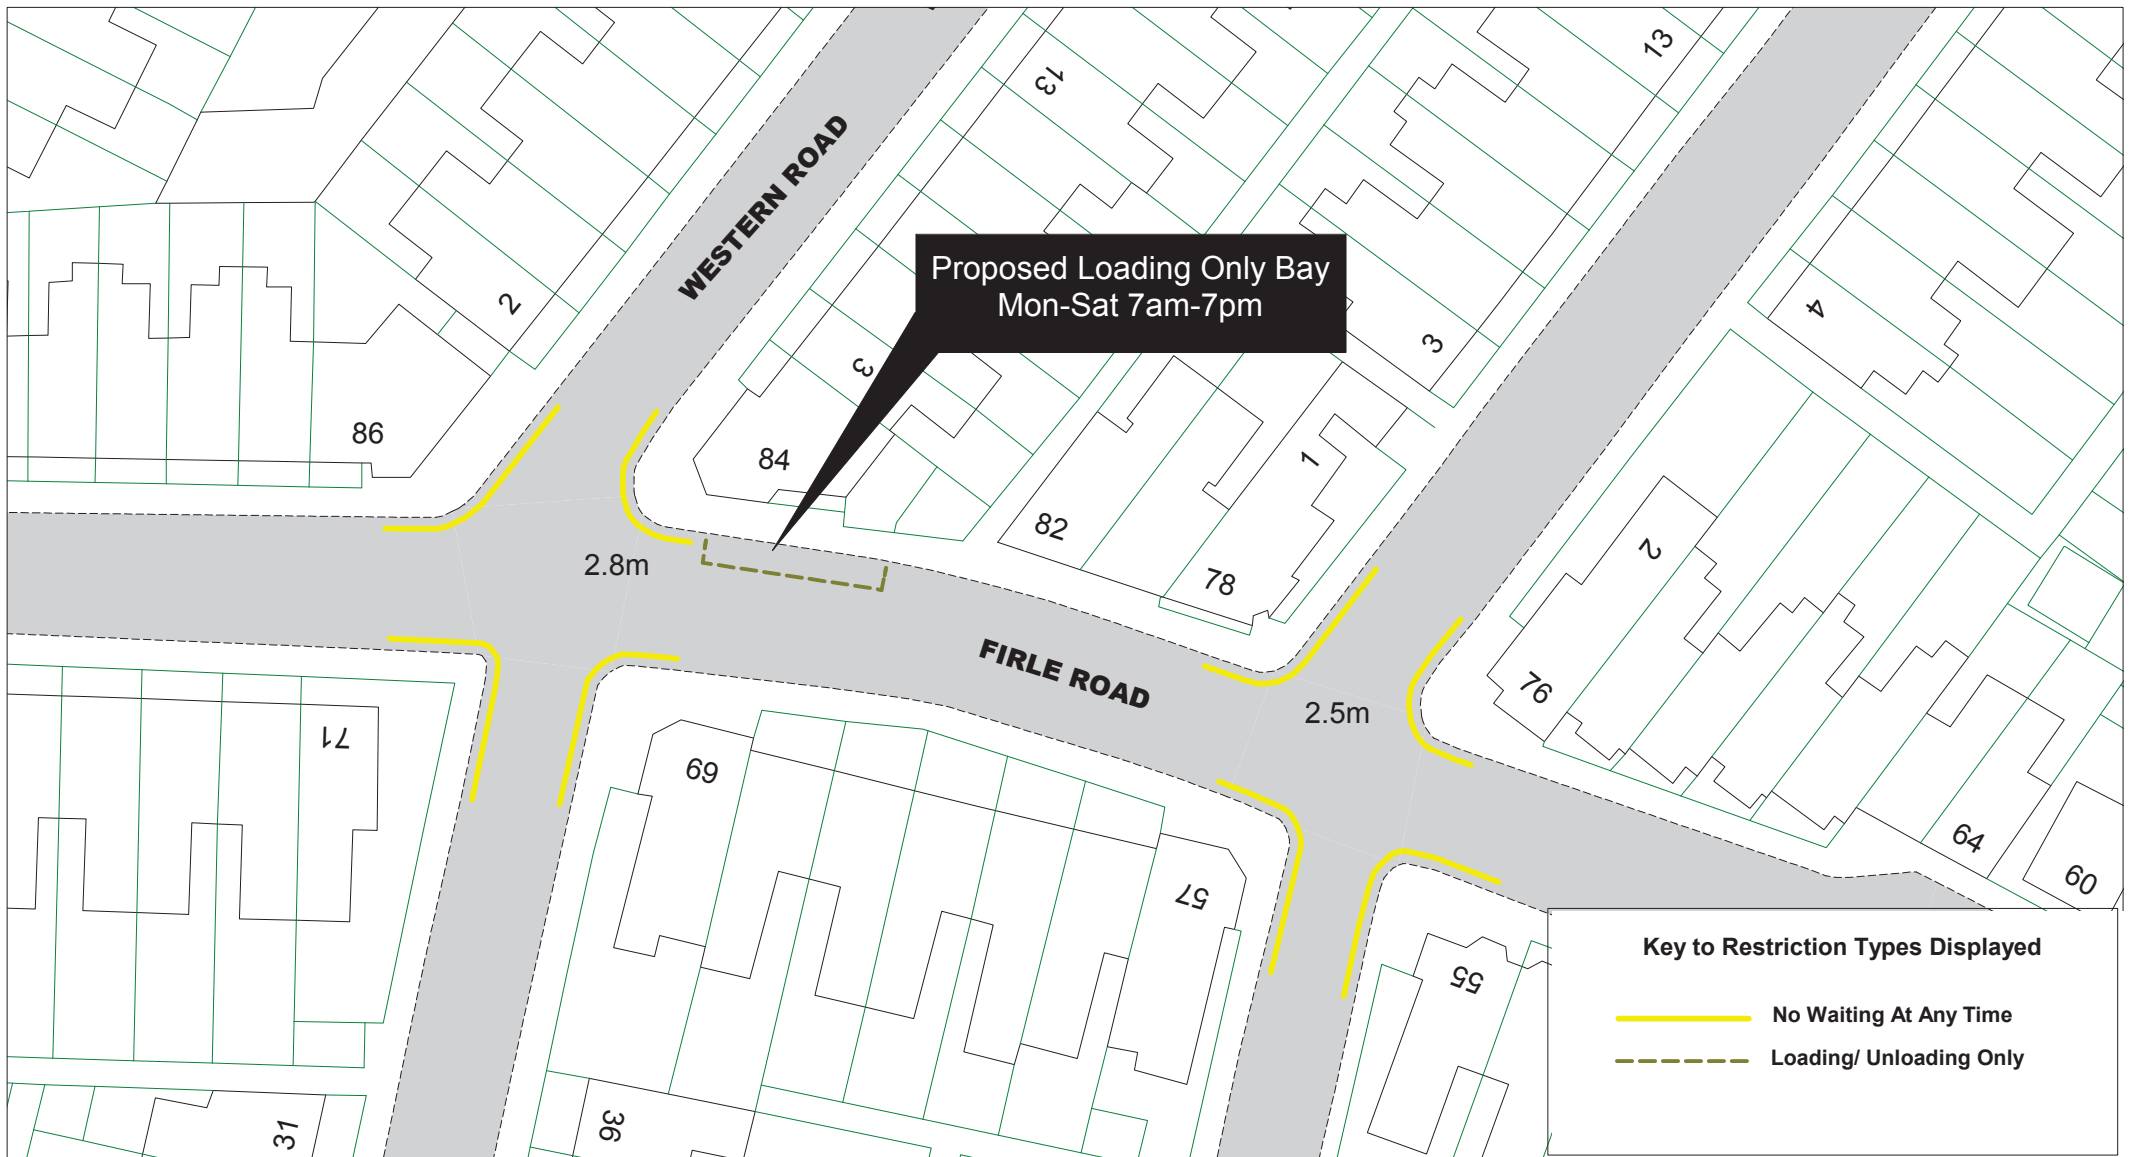 13
13
WESTERN ROAD
Proposed Loading Only Bay
Mon-Sat 7am-7pm
2
4
3
3
86
84
1
82
2
2.8m
78
FIRLE ROAD
76
2.5m
71
69
57
64
60
55
31
36
Key to Restriction Types Displayed
No Waiting At Any Time
Loading/ Unloading Only